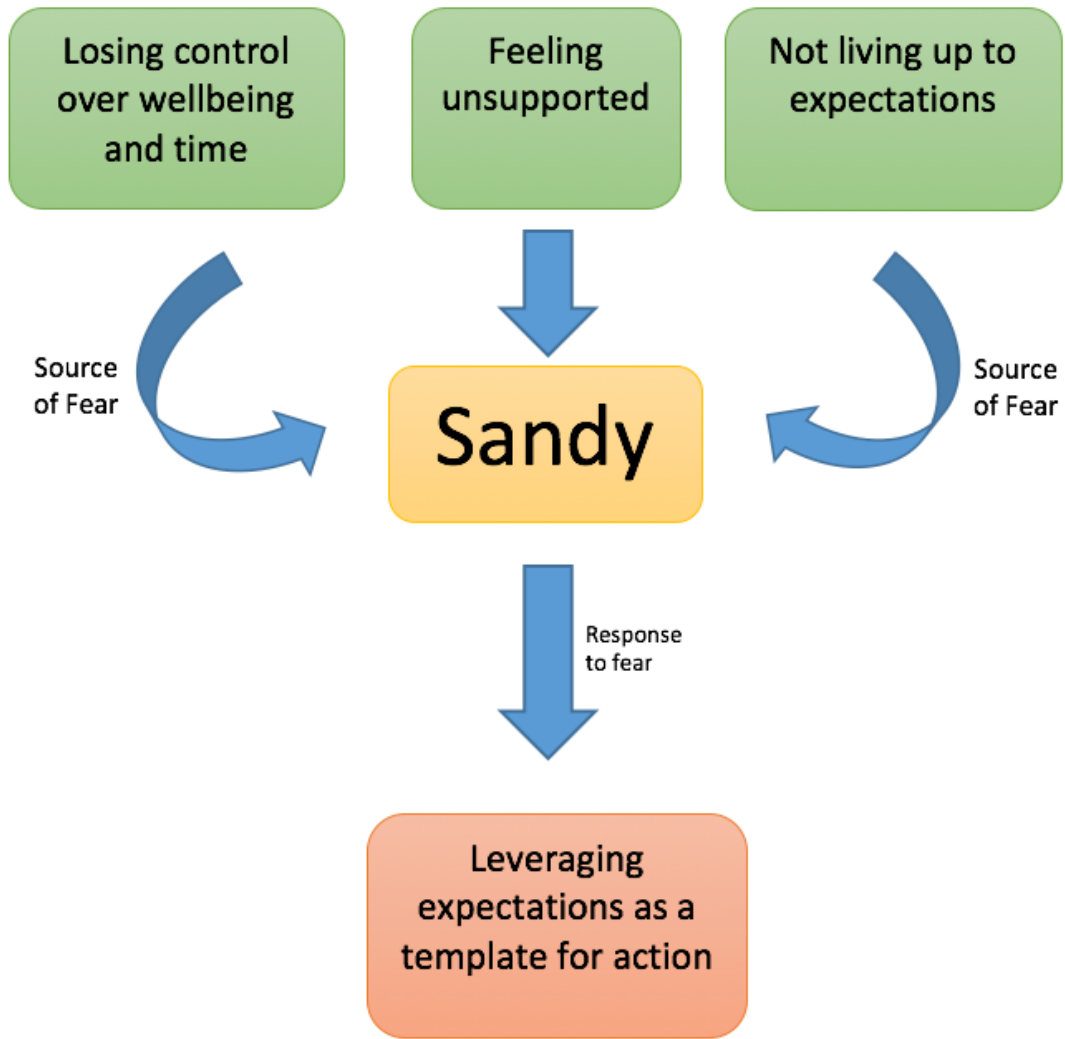 Losing control
over wellbeing
and time
Feeling
unsupported
Not living up to
expectations
Source
of Fear
Source
of Fear
Sandy
Response
to fear
Leveraging
expectations as a
template for action